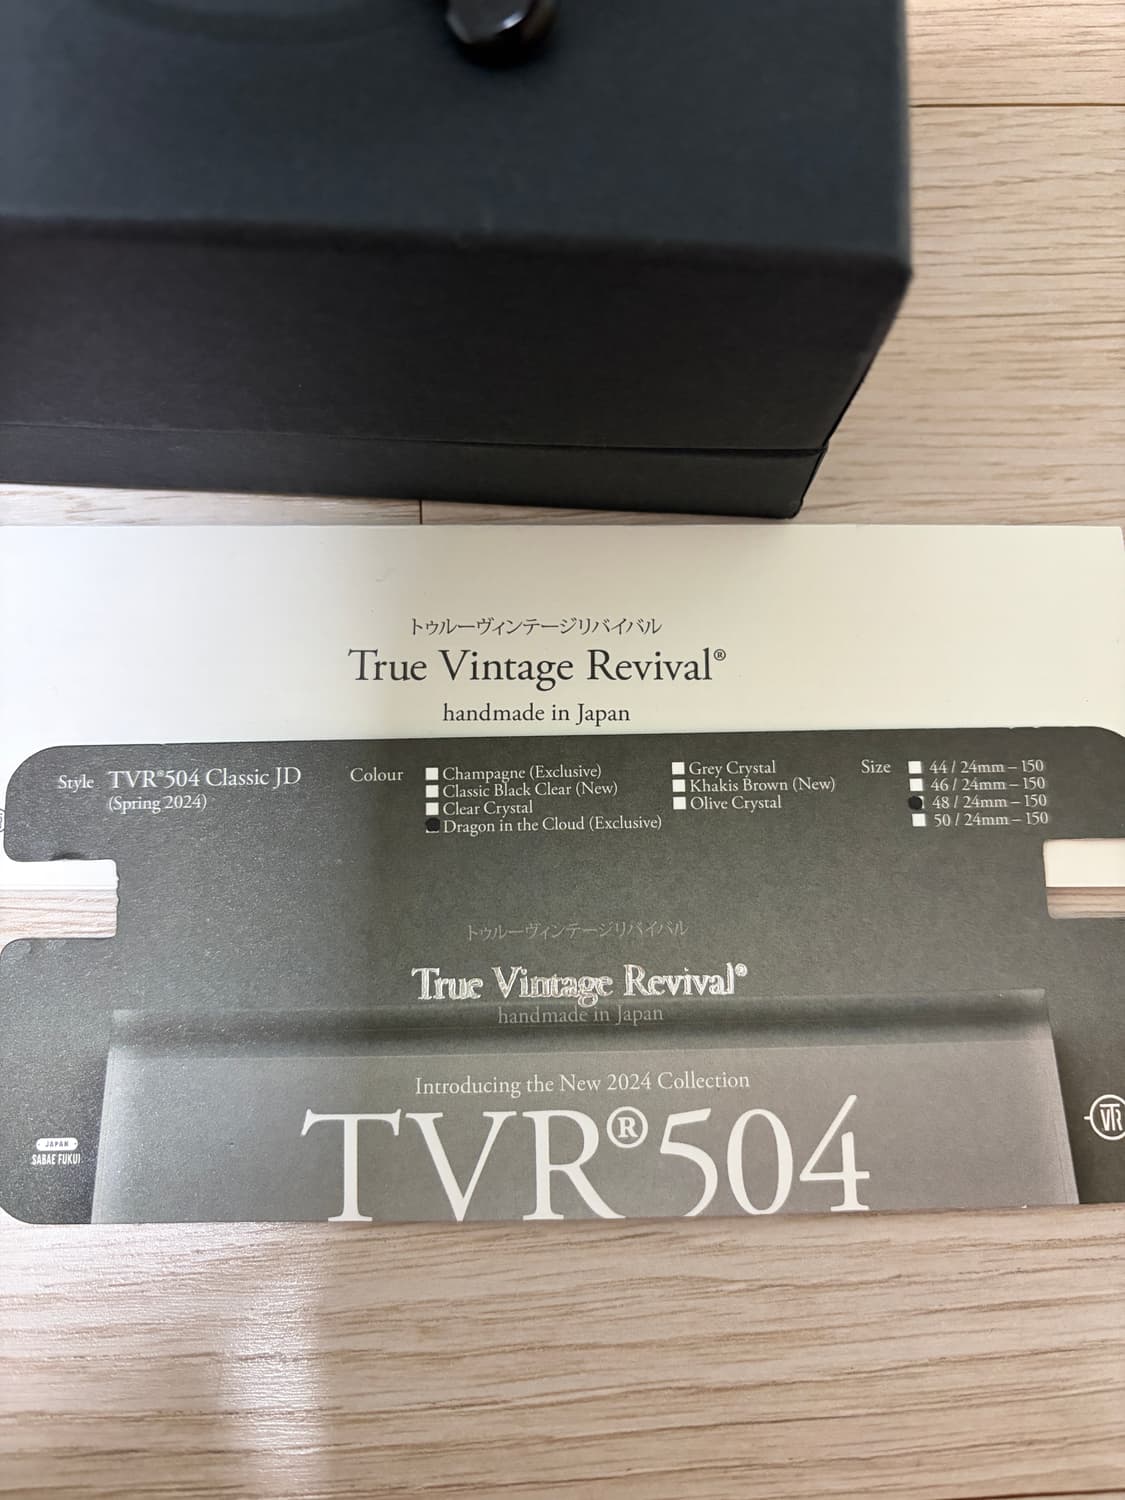 トゥルーヴィンテージリバイバル
True Vintage Revival®
handmade in Japan
Style TVR®504 Classic JD
(Spring 2024)
Colour
Champagne (Exclusive)
Classic Black Clear (New)
Clear Crystal
Dragon in the Cloud (Exclusive)
Grey Crystal
Khakis Brown (New)
Olive Crystal
Size
44 / 24mm – 150
46 / 24mm – 150
48 / 24mm – 150
50 / 24mm – 150
トゥルーヴィンテージリバイバル
True Vintage Revival®
handmade in Japan
Introducing the New 2024 Collection
TVR®504
JAPAN
SABAE FUKUI
TVR